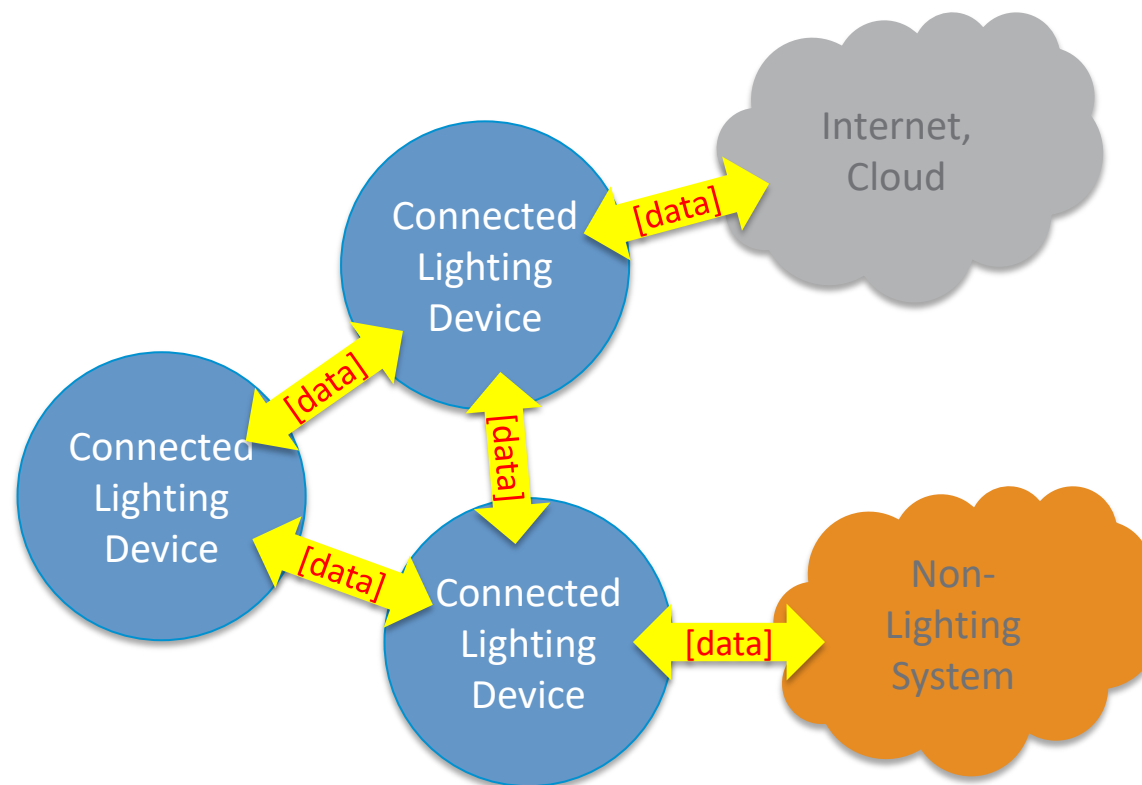 Internet,
Cloud
[data]
Connected
Lighting
Device
[data]
[data]
Connected
Lighting
Device
[data]
Connected
Lighting
Device
[data]
Non-
Lighting
System